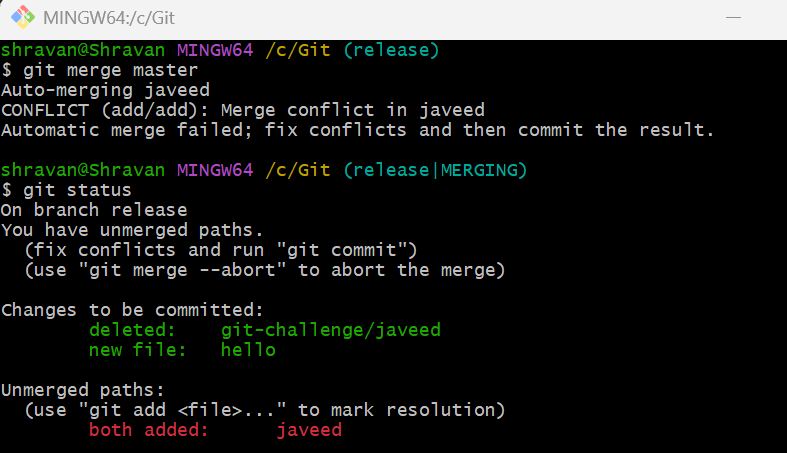 MINGW64:/c/Git
shravan@Shravan MINGW64 /c/Git (release)
$ git merge master
Auto-merging javeed
CONFLICT (add/add): Merge conflict in javeed
Automatic merge failed; fix conflicts and then commit the result.
shravan@Shravan MINGW64 /c/Git (release|MERGING)
$ git status
On branch release
You have unmerged paths.
  (fix conflicts and run "git commit")
  (use "git merge --abort" to abort the merge)
Changes to be committed:
        deleted:    git-challenge/javeed
        new file:   hello
Unmerged paths:
  (use "git add <file>..." to mark resolution)
        both added:      javeed